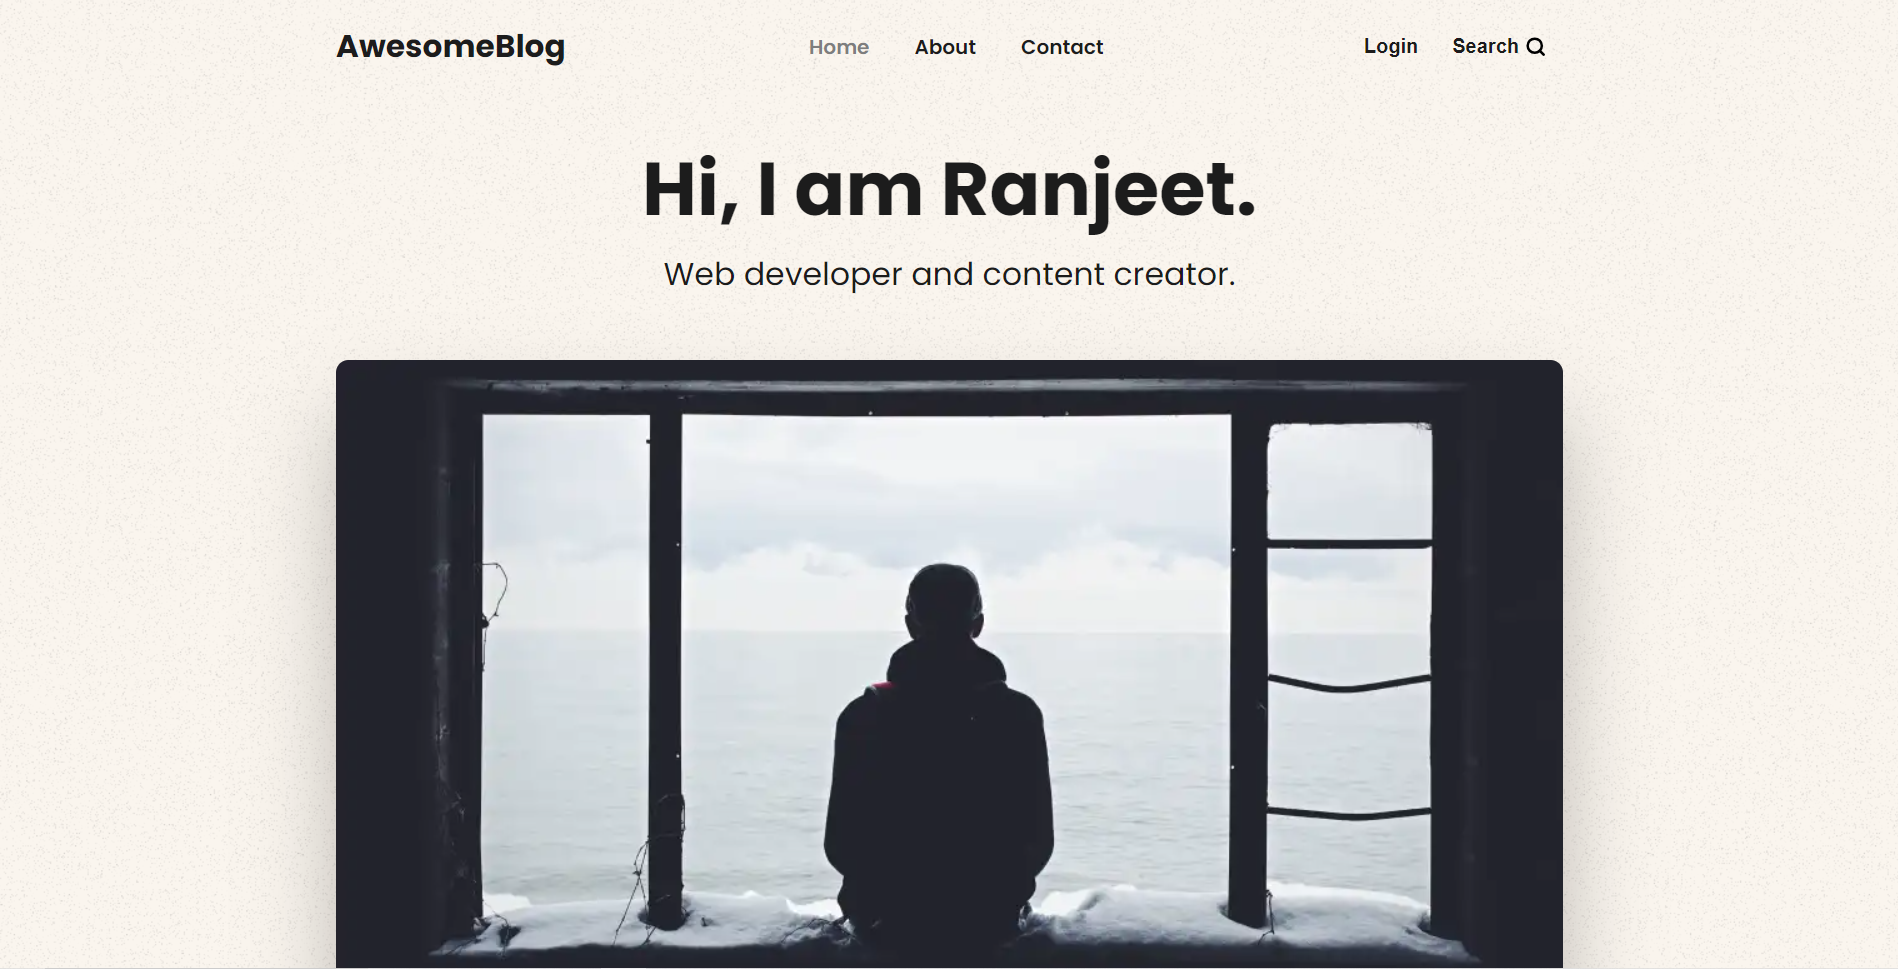 AwesomeBlog
Home About Contact
Login Search
Hi, I am Ranjeet.
Web developer and content creator.